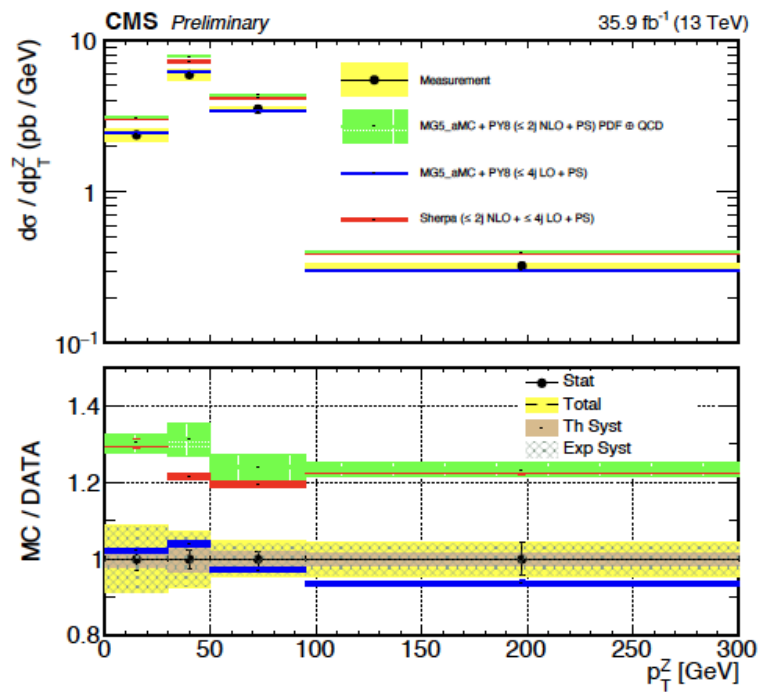 CMS Preliminary 35.9 fb⁻¹ (13 TeV)
10
1
10⁻¹
dσ / dp_T^Z (pb / GeV)
Measurement
MG5_aMC + PY8 (≤ 2j NLO + PS) PDF ⊕ QCD
MG5_aMC + PY8 (≤ 4j LO + PS)
Sherpa (≤ 2j NLO + ≤ 4j LO + PS)
1.4
1.2
1
0.8
MC / DATA
Stat
Total
Th Syst
Exp Syst
0 50 100 150 200 250 300
p_T^Z [GeV]